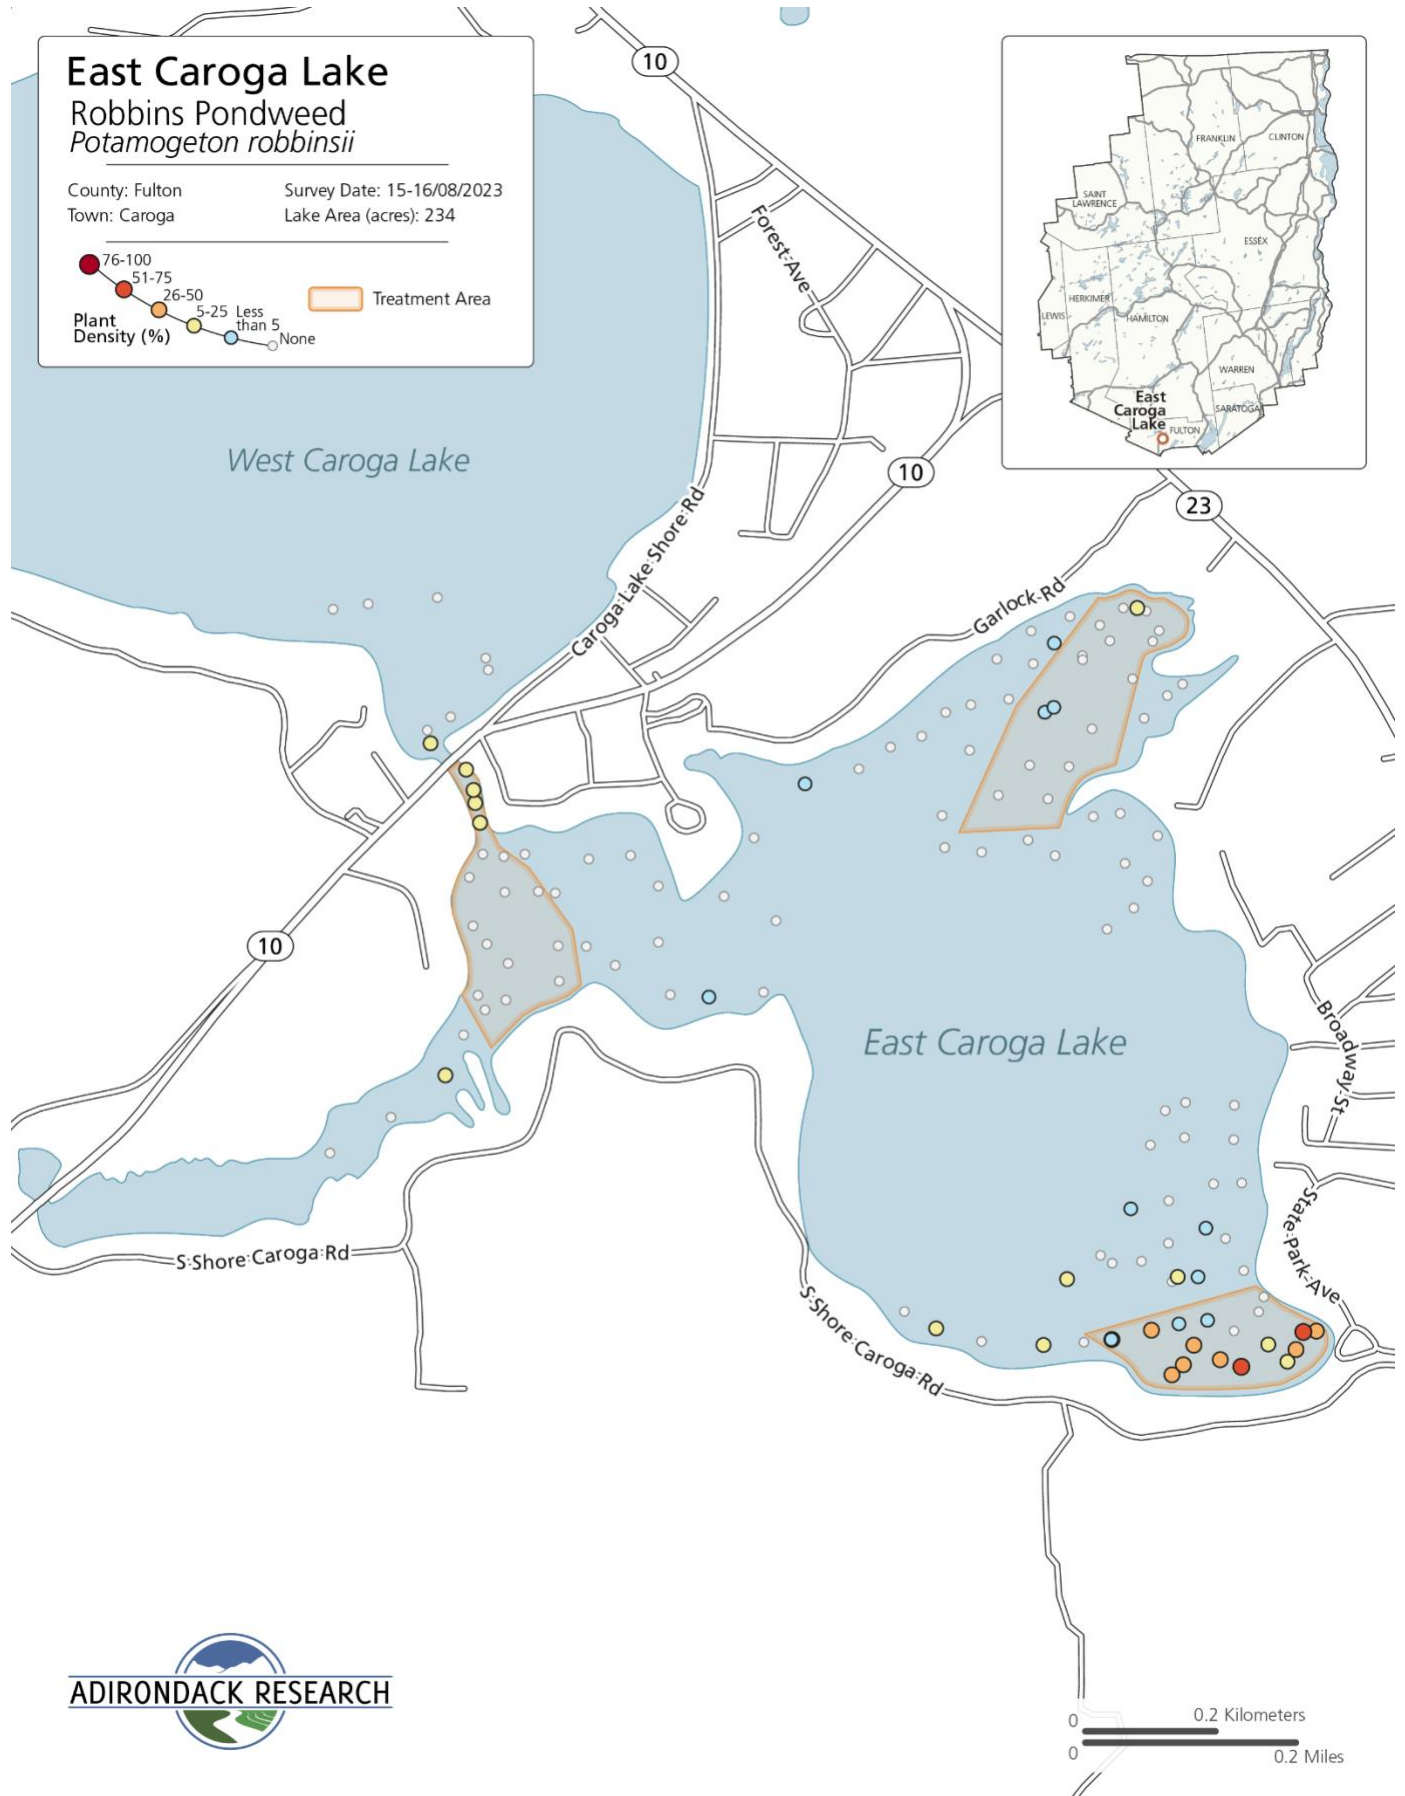 East Caroga Lake
Robbins Pondweed
Potamogeton robbinsii
County: Fulton
Survey Date: 15-16/08/2023
Town: Caroga
Lake Area (acres): 234
76-100
51-75
26-50
5-25
Less
than 5
None
Plant
Density (%)
Treatment Area
10
FRANKLIN
CLINTON
SAINT
LAWRENCE
ESSEX
HERKIMER
LEWIS
HAMILTON
WARREN
East
Caroga
Lake
SARATOGA
FULTON
Forest Ave
West Caroga Lake
10
23
Caroga Lake Shore Rd
Garlock Rd
10
East Caroga Lake
Broadway St
State Park Ave
S Shore Caroga Rd
S Shore Caroga Rd
ADIRONDACK RESEARCH
0
0.2 Kilometers
0
0.2 Miles